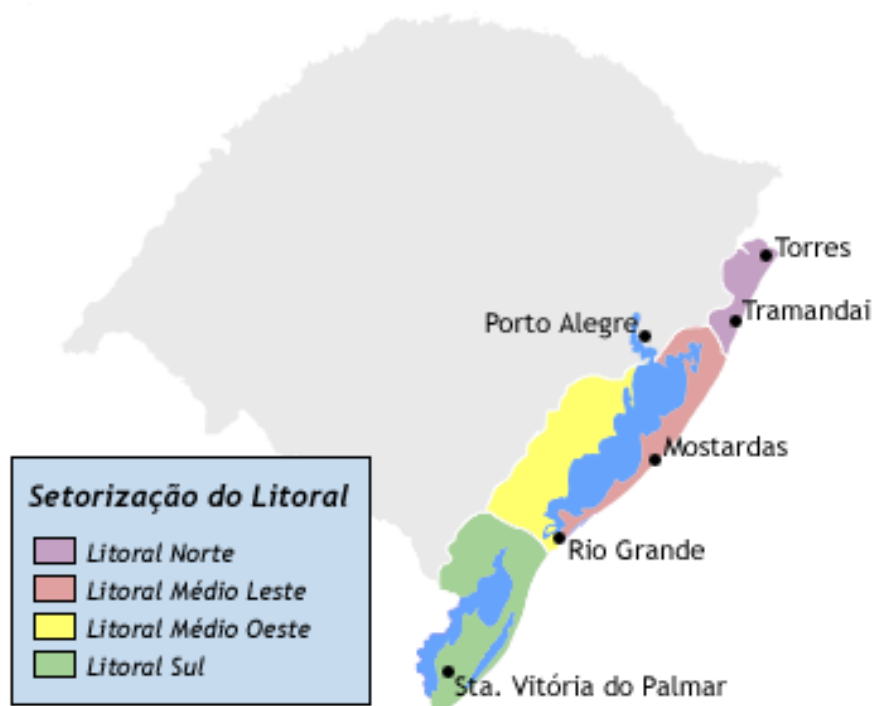 Torres
Tramandai
Porto Alegre
Mostardas
Setorização do Litoral
Litoral Norte
Rio Grande
Litoral Médio Leste
Litoral Médio Oeste
Litoral Sul
Sta. Vitória do Palmar